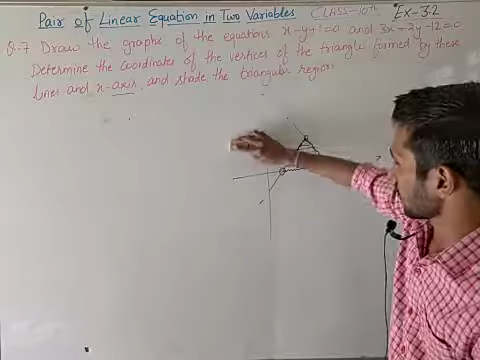 Pair of Linear Equation in Two Variables CLASS-10th Ex-3.2
Q.7 Draw the graphs of the equations x-y+1=0 and 3x+2y-12=0
Determine the coordinates of the vertices of the triangle formed by these
lines and x-axis and shade the triangular region.